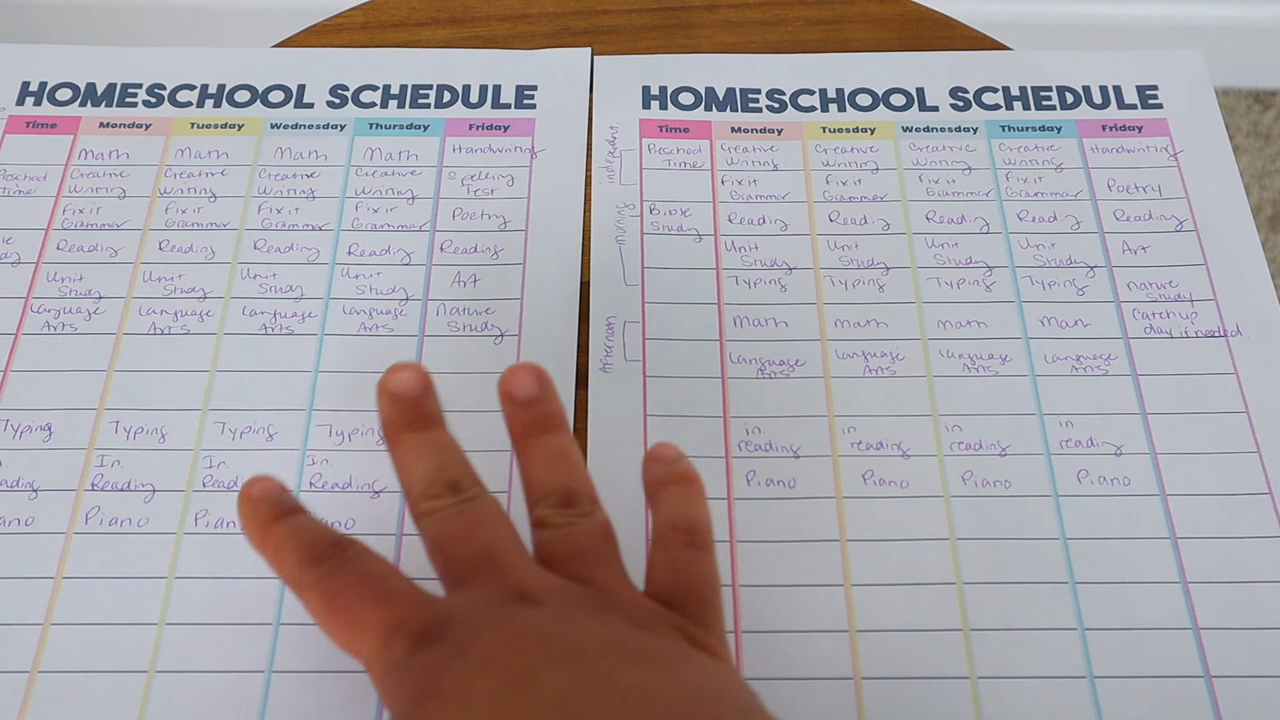 HOMESCHOOL SCHEDULE
Time Monday Tuesday Wednesday Thursday Friday
Math Math Math Math Handwriting
Preschool Time Creative Writing Creative Writing Creative Writing Creative Writing Spelling Test
Fix it Grammar Fix it Grammar Fix it Grammar Fix it Grammar Poetry
Reading Reading Reading Reading Reading
Unit Study Unit Study Unit Study Unit Study Art
Language Arts Language Arts Language Arts Language Arts Nature Study
Typing Typing Typing Typing
In Reading In Reading
Piano Piano
HOMESCHOOL SCHEDULE
Time Monday Tuesday Wednesday Thursday Friday
Preschool Time Creative Writing Creative Writing Creative Writing Creative Writing Handwriting
Fix it Grammar Fix it Grammar Fix it Grammar Fix it Grammar Poetry
morning
Bible Study Reading Reading Reading Reading Reading
Unit Study Unit Study Unit Study Unit Study Art
Typing Typing Typing Typing nature study
Afternoon
math math math math Catch up day if needed.
Language Arts Language Arts Language Arts Language Arts
in reading in reading in reading in reading
Piano Piano Piano Piano